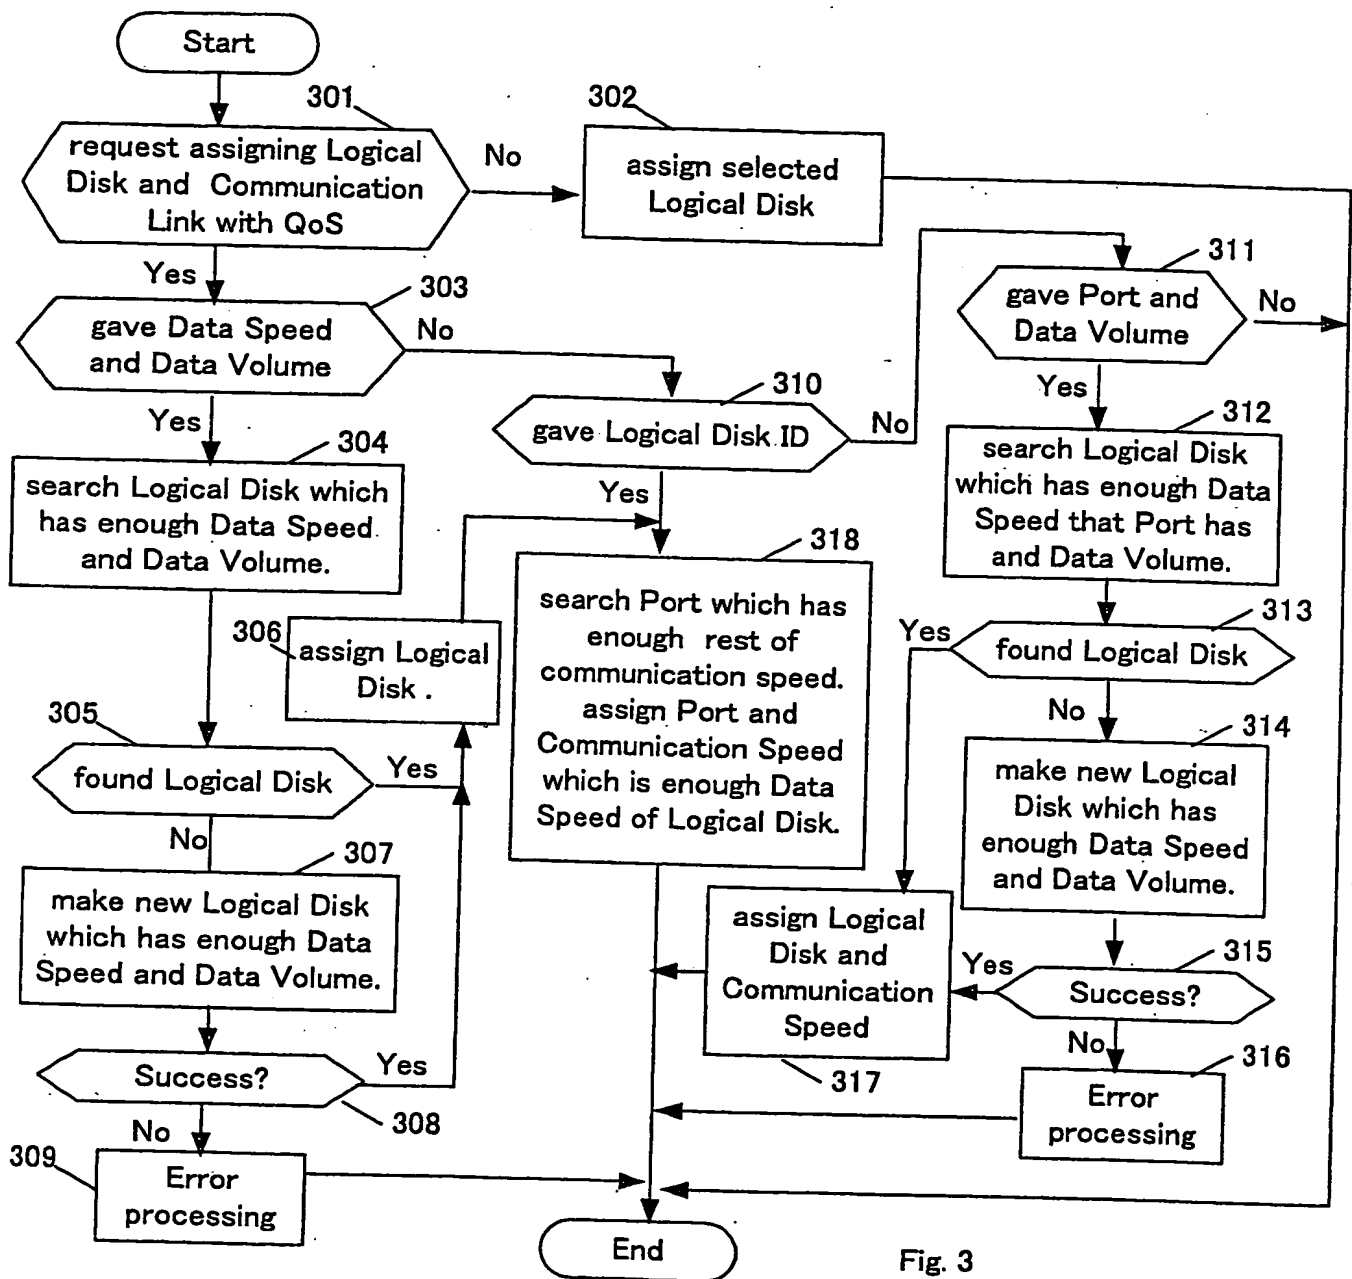 Start
301
request assigning Logical
Disk and Communication
Link with QoS
No
Yes
302
assign selected
Logical Disk
303
gave Data Speed
and Data Volume
No
Yes
304
search Logical Disk which
has enough Data Speed
and Data Volume.
305
found Logical Disk
Yes
No
306
assign Logical
Disk .
307
make new Logical Disk
which has enough Data
Speed and Data Volume.
Success?
Yes
308
No
309
Error
processing
310
gave Logical Disk ID
No
Yes
318
search Port which has
enough rest of
communication speed.
assign Port and
Communication Speed
which is enough Data
Speed of Logical Disk.
311
gave Port and
Data Volume
No
Yes
312
search Logical Disk
which has enough Data
Speed that Port has
and Data Volume.
313
Yes
found Logical Disk
No
314
make new Logical
Disk which has
enough Data Speed
and Data Volume.
315
Yes
Success?
No
316
Error
processing
assign Logical
Disk and
Communication
Speed
317
End
Fig. 3